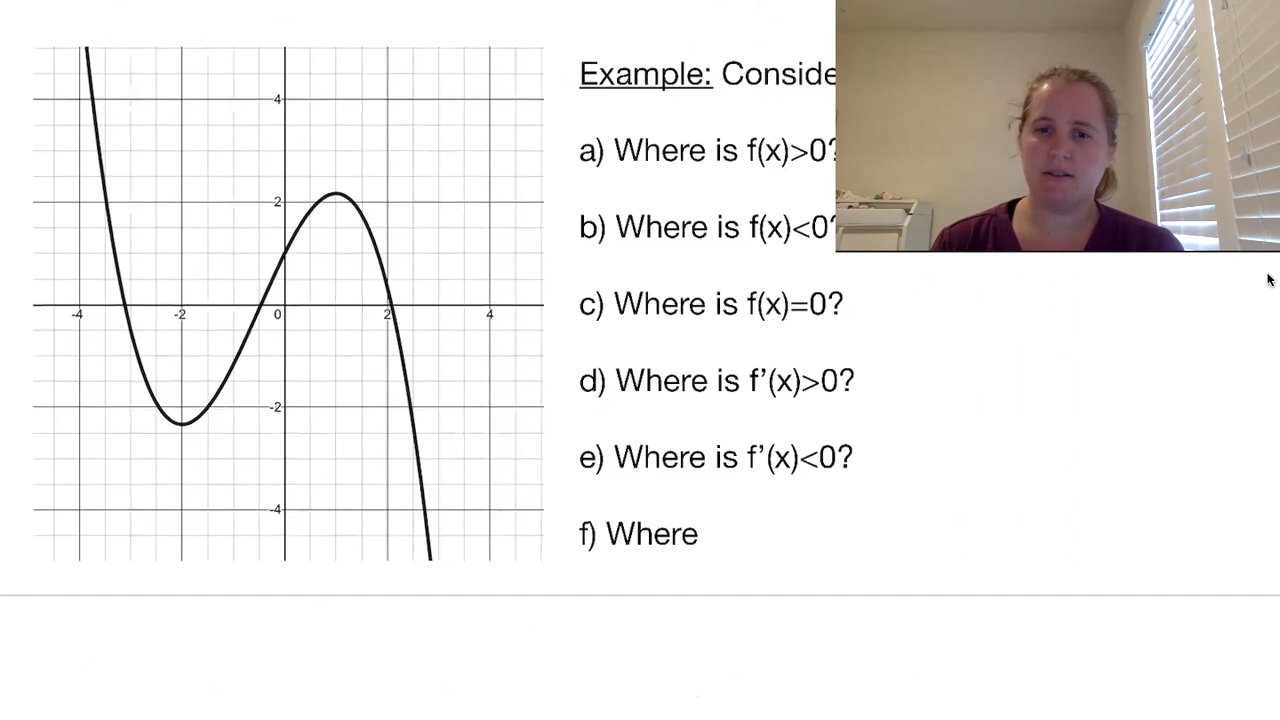 Example: Conside
a) Where is f(x)>0?
b) Where is f(x)<0?
c) Where is f(x)=0?
d) Where is f’(x)>0?
e) Where is f’(x)<0?
f) Where
4
2
-4
-2
0
2
4
-2
-4